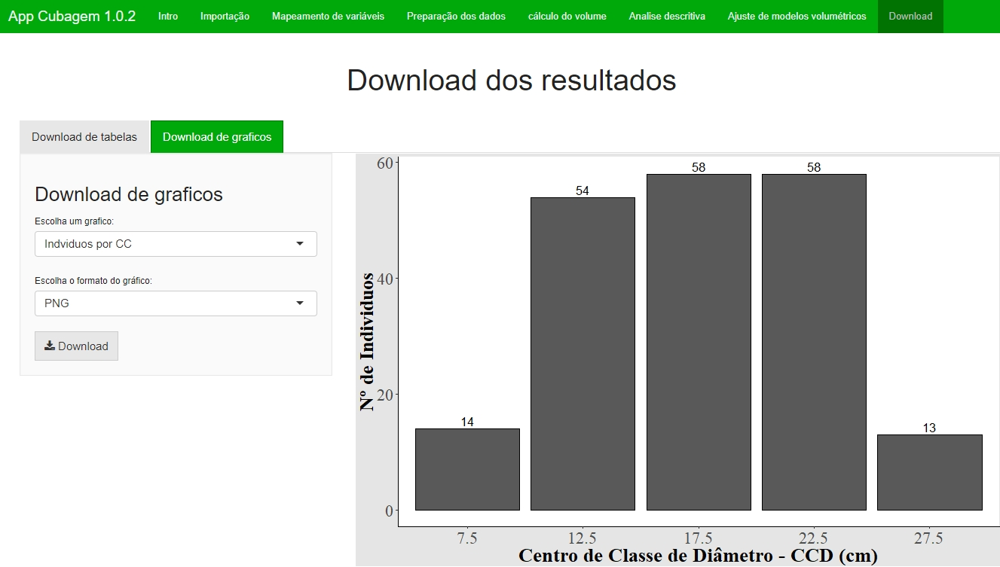 App Cubagem 1.0.2 Intro Importação Mapeamento de variáveis Preparação dos dados cálculo do volume Analise descritiva Ajuste de modelos volumétricos Download
Download dos resultados
Download de tabelas Download de graficos
Download de graficos
Escolha um grafico:
Indviduos por CC
Escolha o formato do gráfico:
PNG
Download
Nº de Individuos
60
40
20
0
14
54
58
58
13
7.5 12.5 17.5 22.5 27.5
Centro de Classe de Diâmetro - CCD (cm)